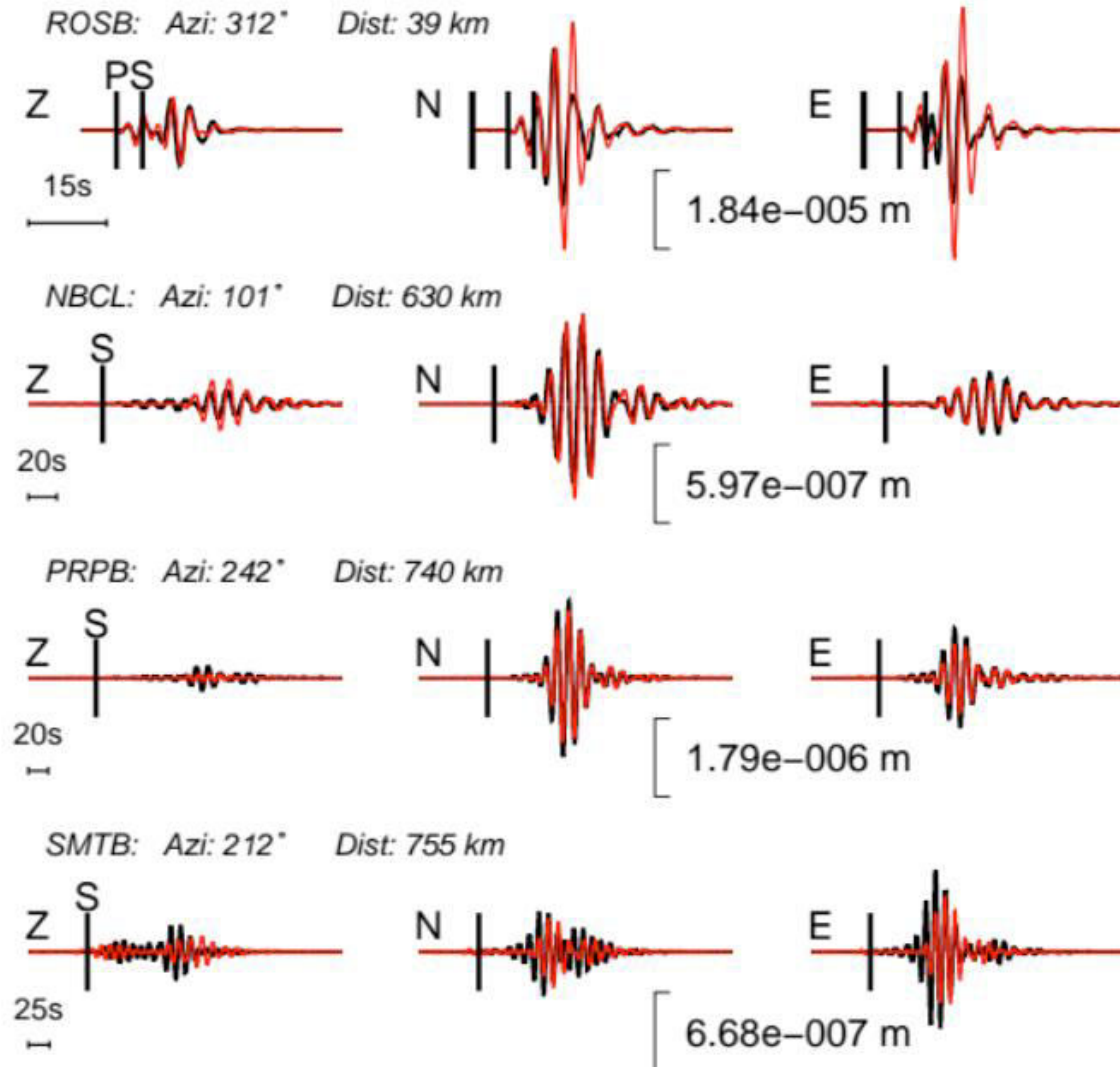 ROSB: Azi: 312° Dist: 39 km
PS
Z N E
15s
1.84e−005 m
NBCL: Azi: 101° Dist: 630 km
S
Z N E
20s
5.97e−007 m
PRPB: Azi: 242° Dist: 740 km
S
Z N E
20s
1.79e−006 m
SMTB: Azi: 212° Dist: 755 km
S
Z N E
25s
6.68e−007 m